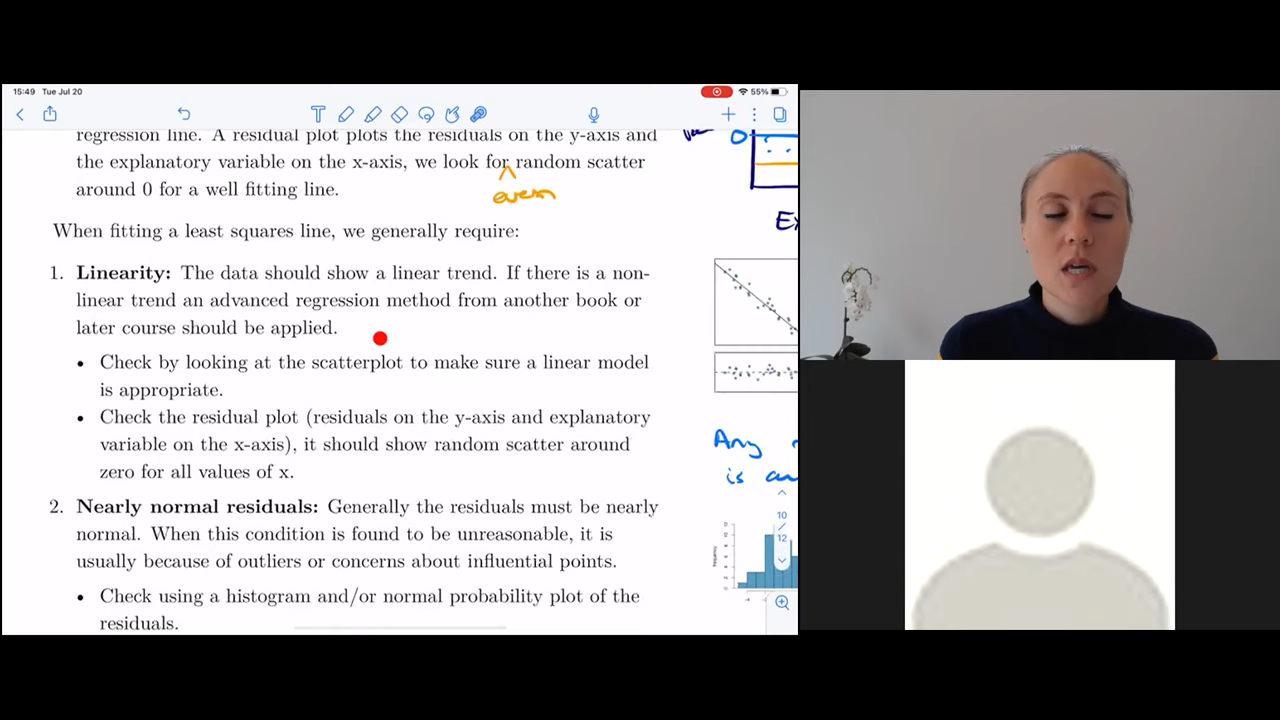 15:49 Tue Jul 20
55%
regression line. A residual plot plots the residuals on the y-axis and
the explanatory variable on the x-axis, we look for random scatter
around 0 for a well fitting line.
even
When fitting a least squares line, we generally require:
1. Linearity: The data should show a linear trend. If there is a non-
linear trend an advanced regression method from another book or
later course should be applied.
• Check by looking at the scatterplot to make sure a linear model
is appropriate.
• Check the residual plot (residuals on the y-axis and explanatory
variable on the x-axis), it should show random scatter around
zero for all values of x.
2. Nearly normal residuals: Generally the residuals must be nearly
normal. When this condition is found to be unreasonable, it is
usually because of outliers or concerns about influential points.
• Check using a histogram and/or normal probability plot of the
residuals.
0
Ex
Any
is
10
/
12
frequency